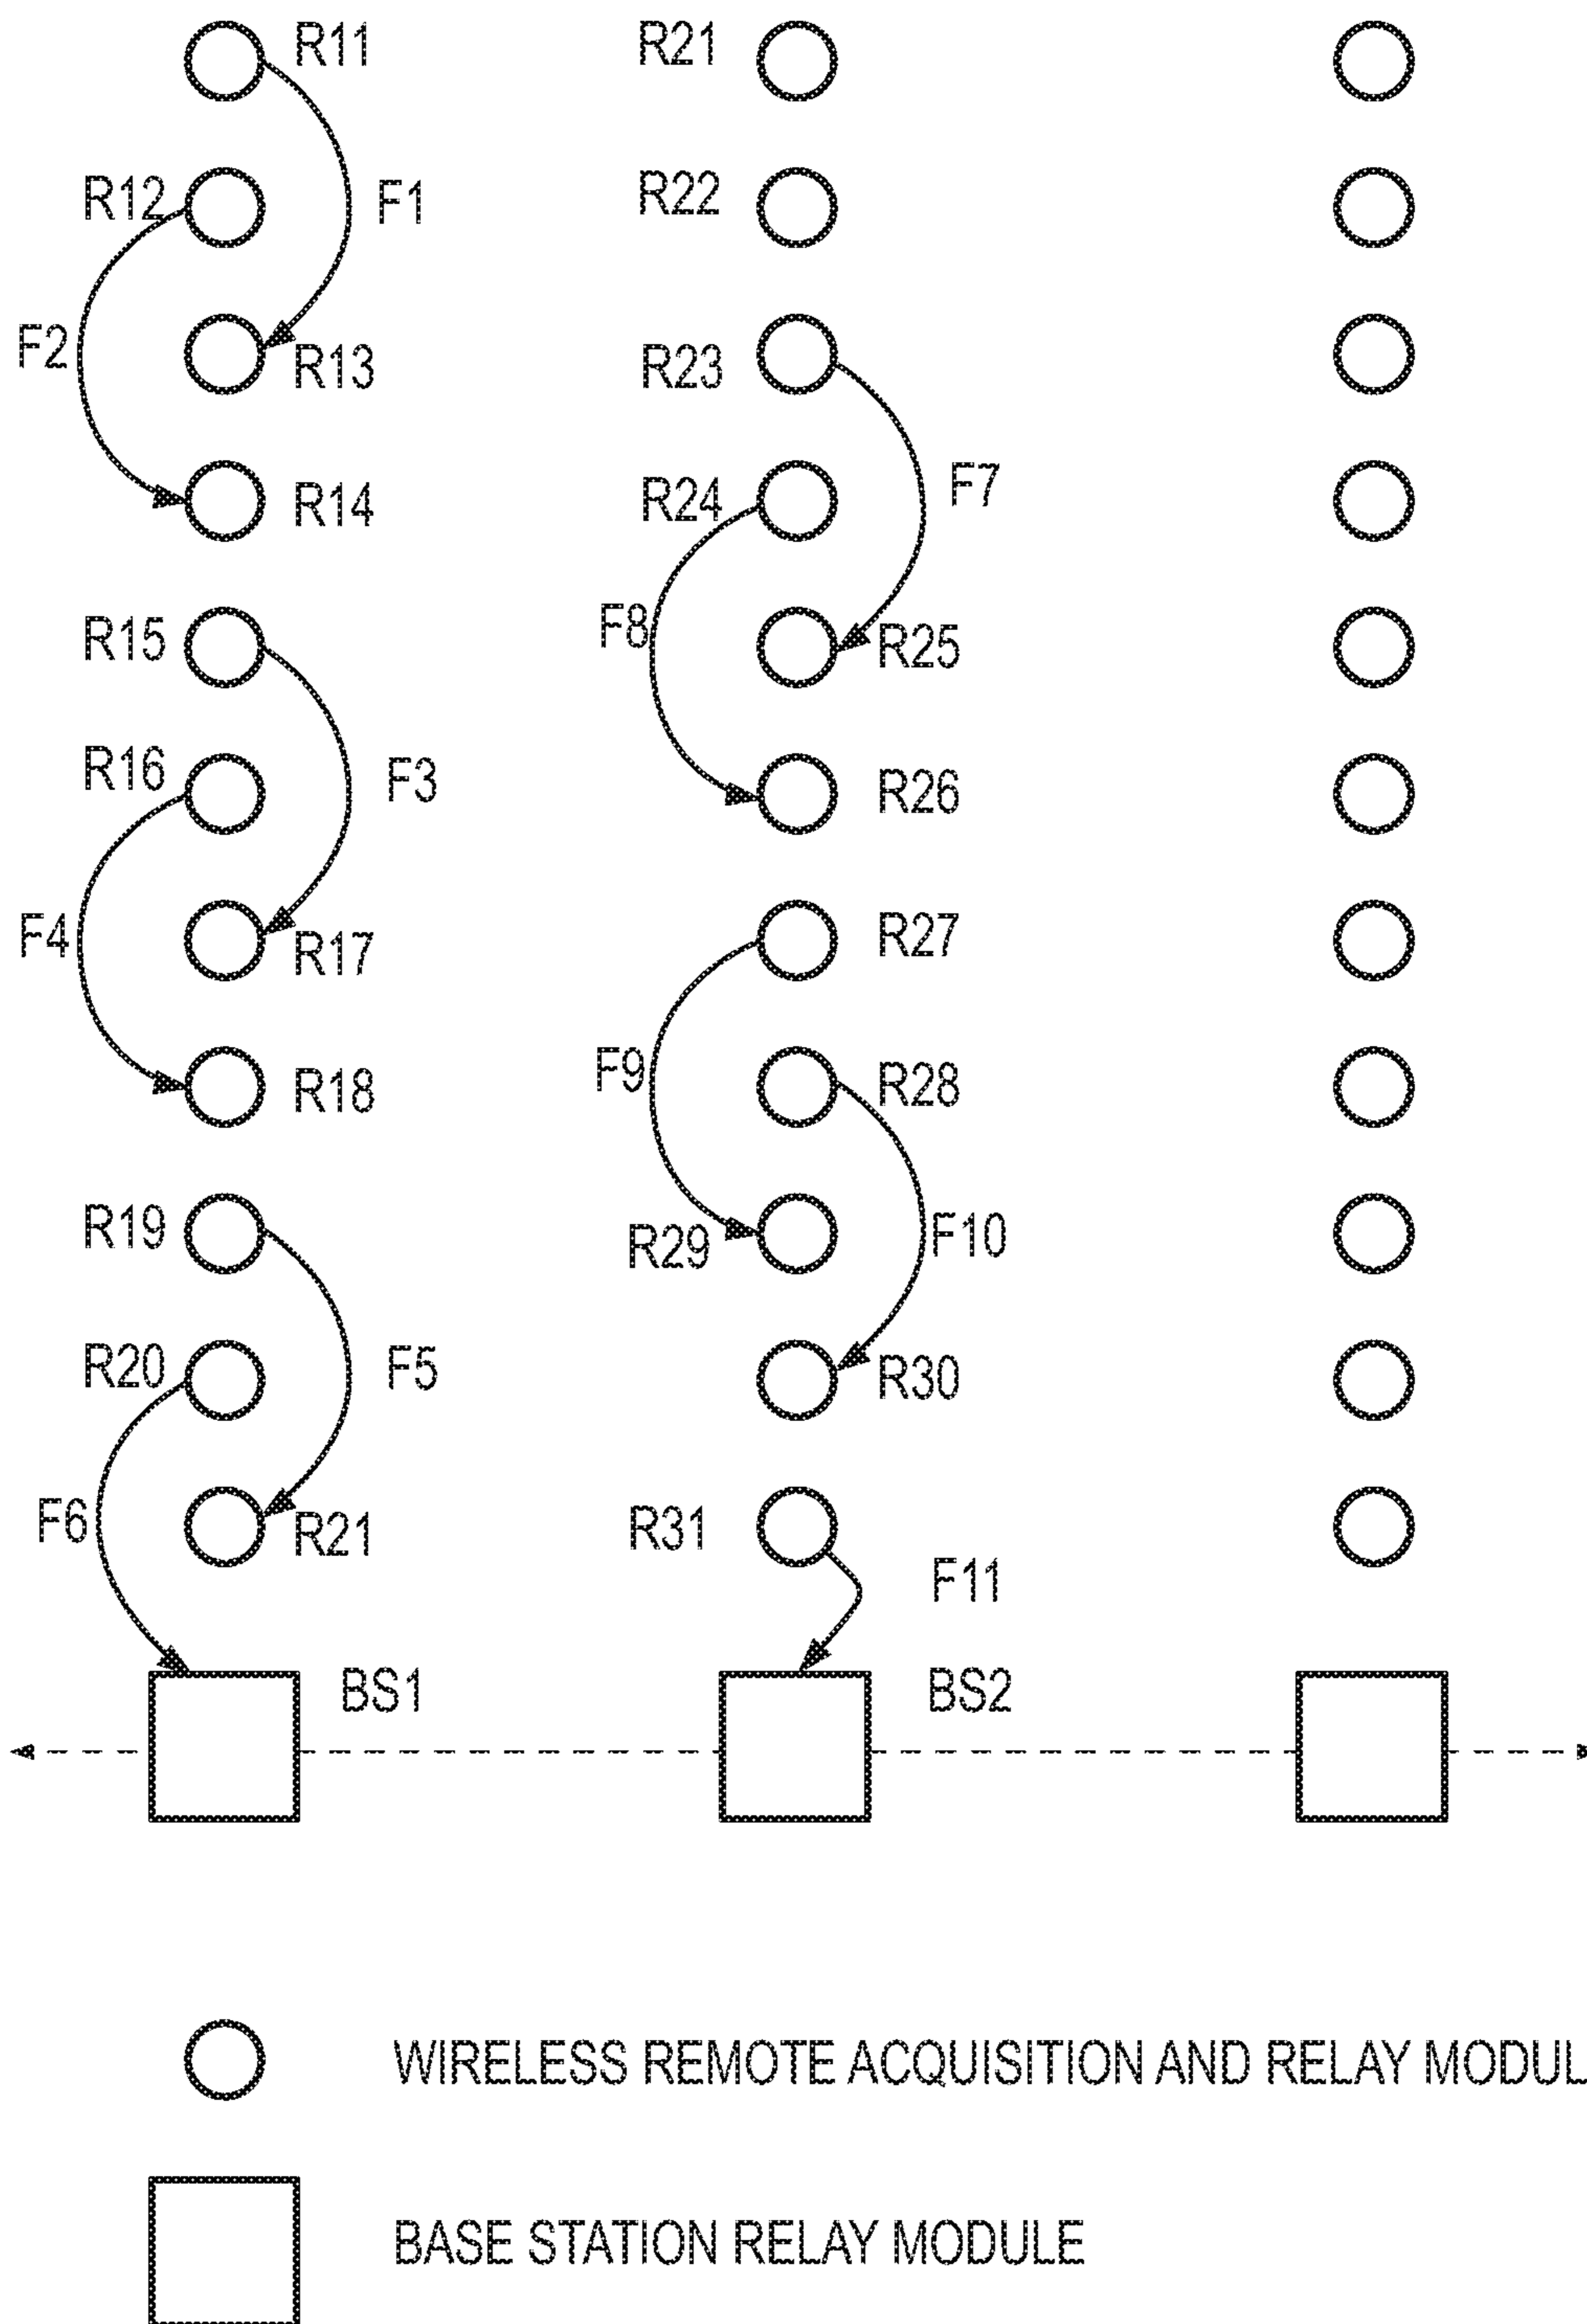 R11
R21
R12
F1
R22
F2
R13
R23
R14
R24
F7
R15
F8
R25
R16
F3
R26
F4
R17
R27
R18
F9
R28
R19
R29
F10
R20
F5
R30
F6
R21
R31
F11
BS1
BS2
WIRELESS REMOTE ACQUISITION AND RELAY MODUL
BASE STATION RELAY MODULE